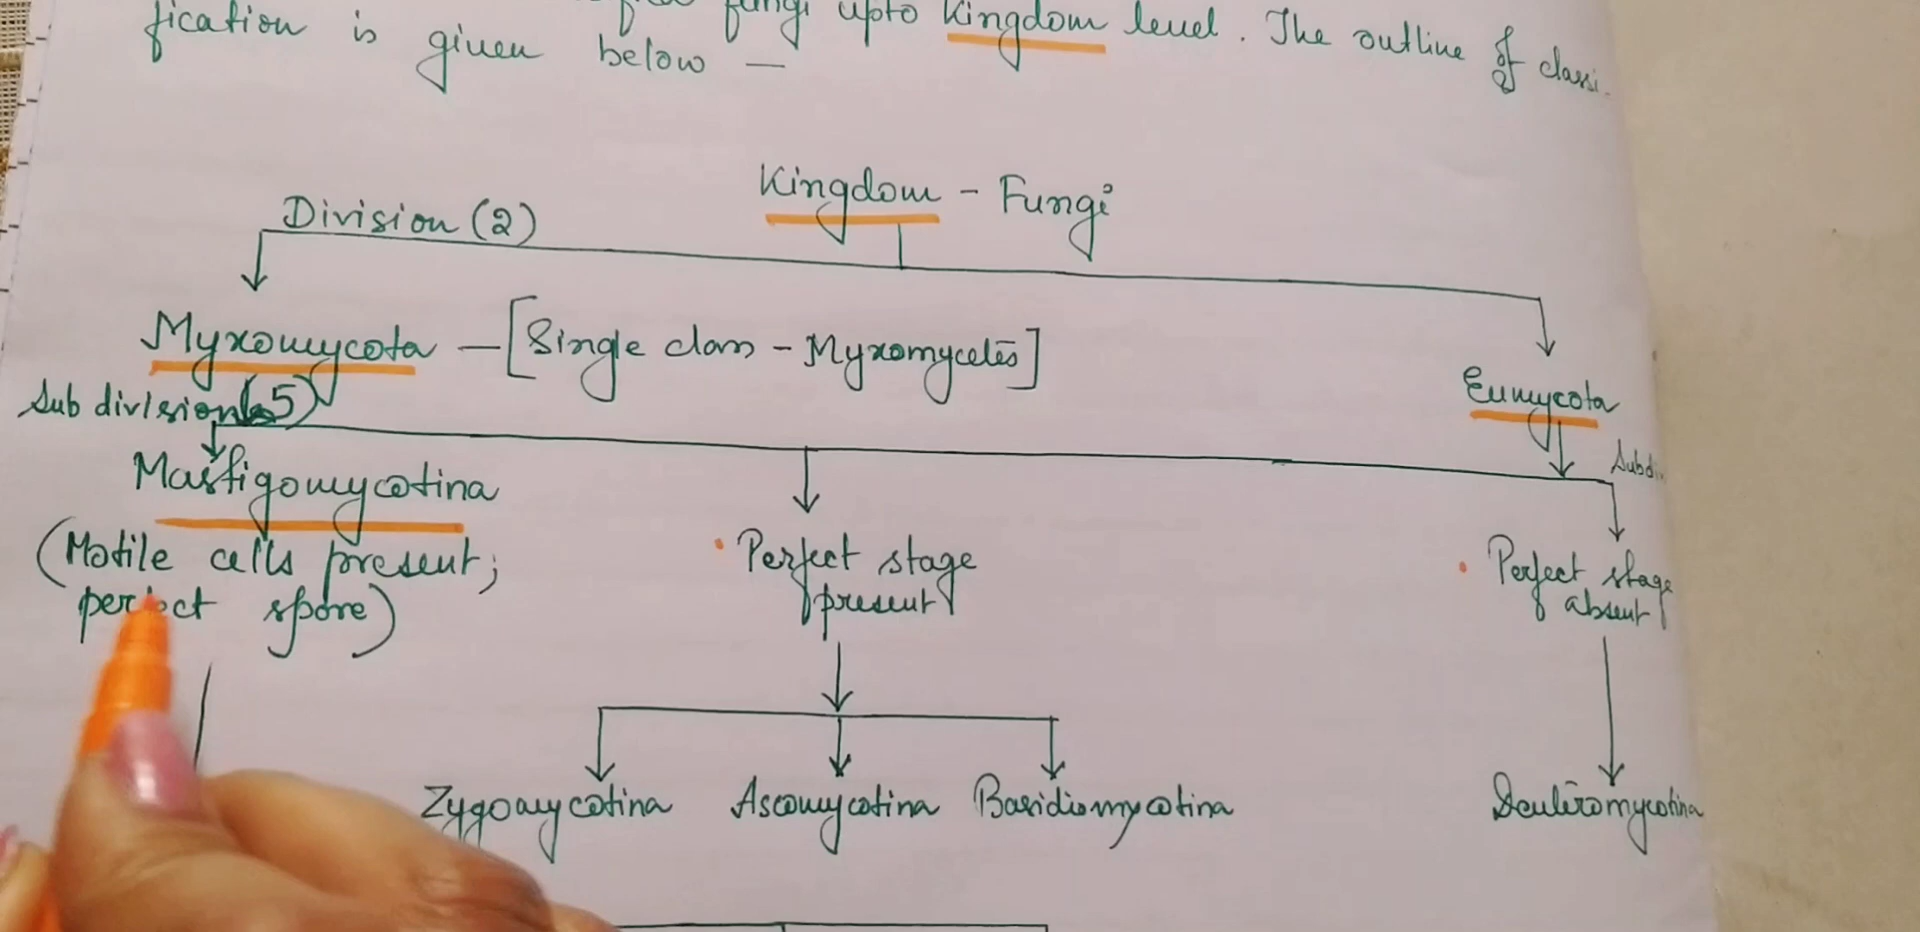 fungi upto Kingdom level. The outline of classi-
fication is given below —
Kingdom - Fungi
Division (2)
Myxomycota — [Single class - Myxomycetes]
Eumycota
Sub division (5)
Subdi
Mastigomycotina
(Motile cells present;
perfect spore)
• Perfect stage
present
• Perfect stage
absent
Zygomycotina Ascomycotina Basidiomycotina
Deuteromycotina